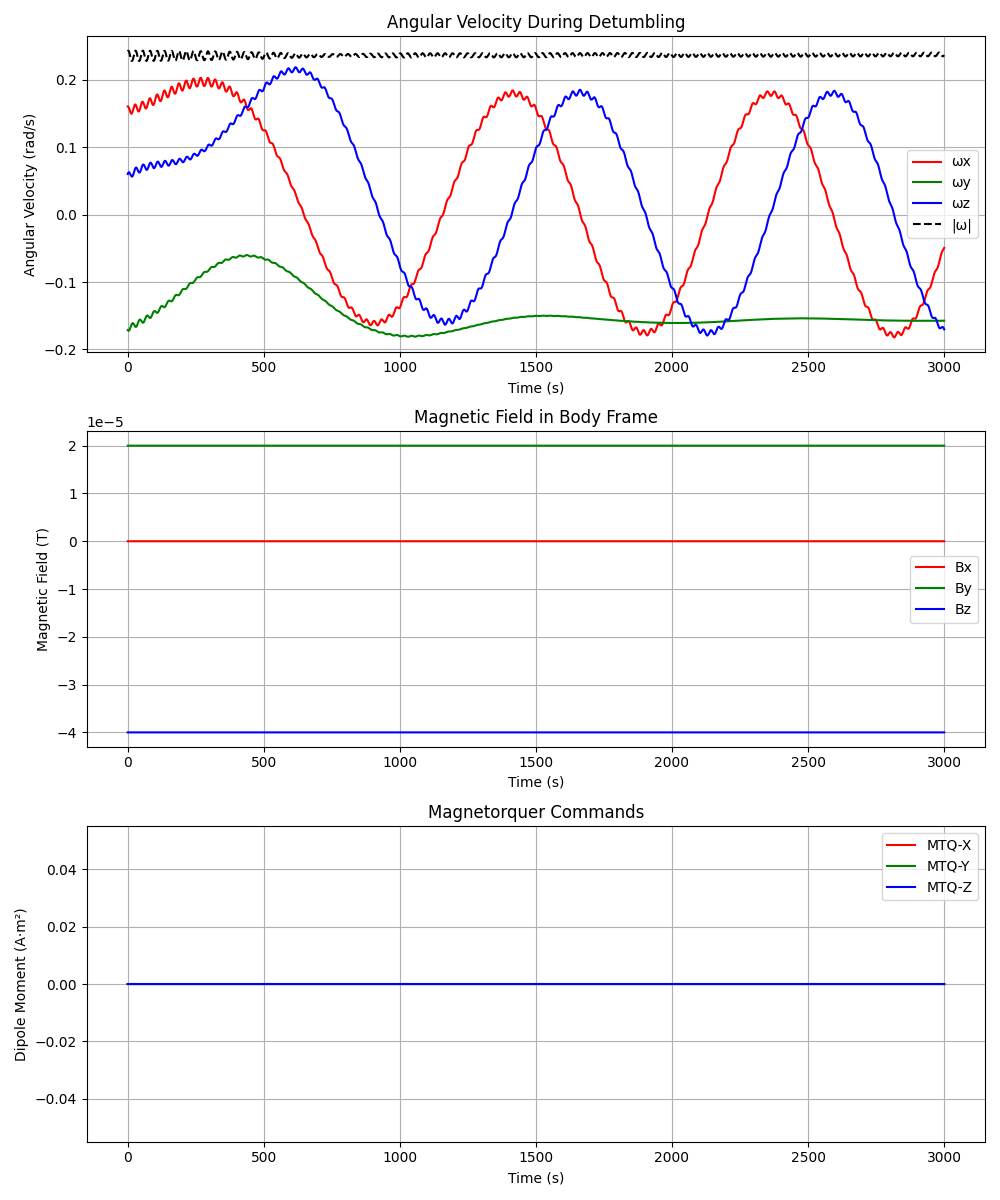 Angular Velocity During Detumbling
Angular Velocity (rad/s)
0.2
0.1
0.0
−0.1
−0.2
ωx
ωy
ωz
|ω|
0 500 1000 1500 2000 2500 3000
Time (s)
Magnetic Field in Body Frame
1e−5
Magnetic Field (T)
2
1
0
−1
−2
−3
−4
Bx
By
Bz
0 500 1000 1500 2000 2500 3000
Time (s)
Magnetorquer Commands
Dipole Moment (A·m²)
0.04
0.02
0.00
−0.02
−0.04
MTQ-X
MTQ-Y
MTQ-Z
0 500 1000 1500 2000 2500 3000
Time (s)